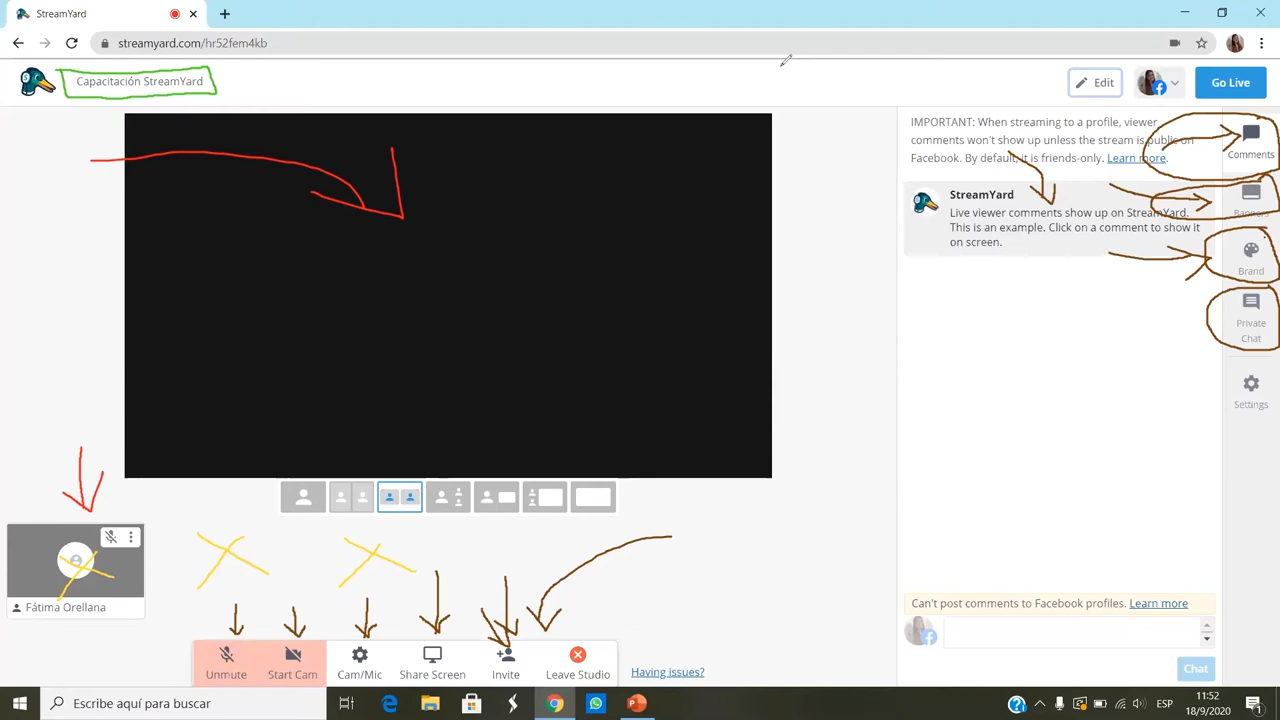 StreamYard
streamyard.com/hr52fem4kb
Capacitación StreamYard
Edit
Go Live
IMPORTANT: When streaming to a profile, viewer
comments won't show up unless the stream is public on
Facebook. By default, it is friends-only. Learn more.
StreamYard
Live viewer comments show up on StreamYard.
This is an example. Click on a comment to show it
on screen.
Comments
Banners
Brand
Private
Chat
Settings
Fátima Orellana
Can't post comments to Facebook profiles. Learn more
Chat
Unmute
Start Cam
Cam/Mic
Share Screen
Invite
Leave Studio
Having issues?
Escribe aquí para buscar
ESP
11:52
18/9/2020
1